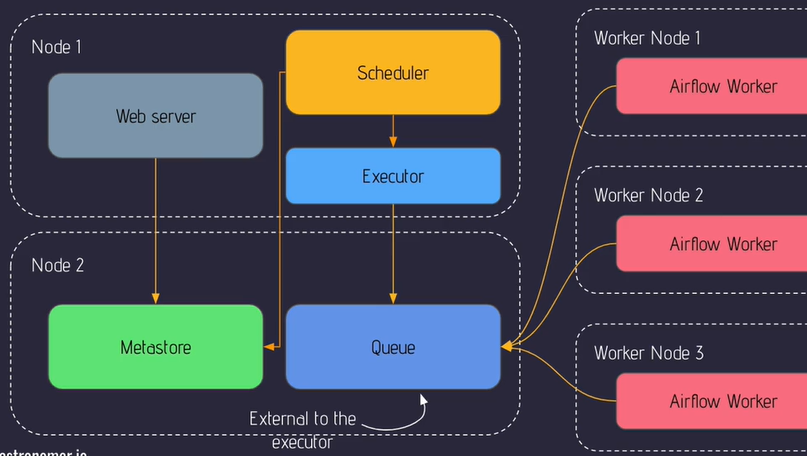 Node 1
Web server
Scheduler
Executor
Node 2
Metastore
Queue
External to the
executor
Worker Node 1
Airflow Worker
Worker Node 2
Airflow Worker
Worker Node 3
Airflow Worker